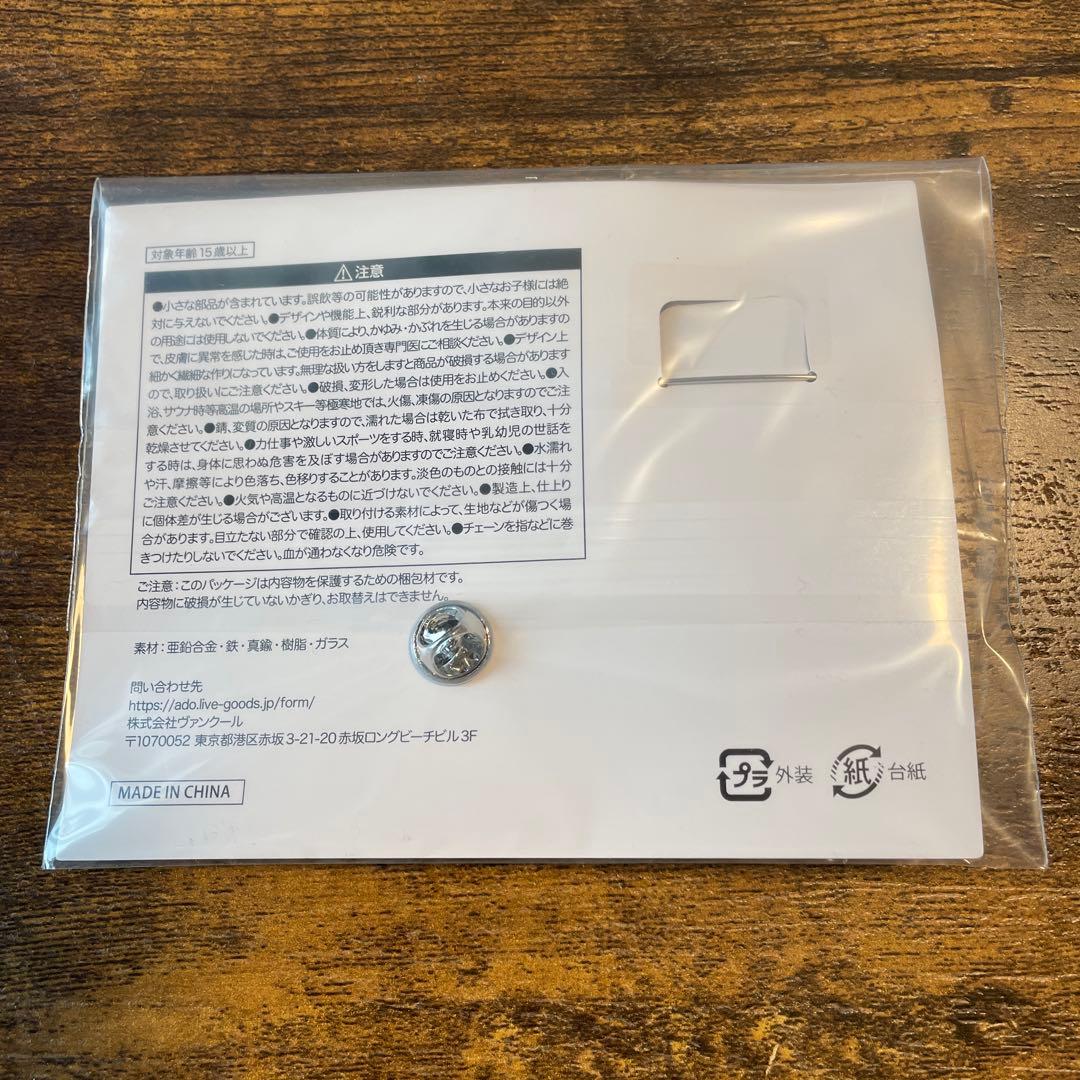 対象年齢15歳以上
注意
●小さな部品が含まれています。誤飲等の可能性がありますので、小さなお子様には絶
対に与えないでください。●デザインや機能上、鋭利な部分があります。本来の目的以外
の用途には使用しないでください。●体質により、かゆみ・かぶれを生じる場合がありますの
で、皮膚に異常を感じた時は、ご使用をお止め頂き専門医にご相談ください。●デザイン上
細かく繊細な作りになっています。無理な扱い方をしますと商品が破損する場合があります
ので、取り扱いにご注意ください。●破損、変形した場合は使用をお止めください。●入
浴、サウナ時等高温の場所やスキー等極寒地では、火傷、凍傷の原因となりますのでご注
意ください。●錆、変質の原因となりますので、濡れた場合は乾いた布で拭き取り、十分
乾燥させてください。●力仕事や激しいスポーツをする時、就寝時や乳幼児の世話を
する時は、身体に思わぬ危害を及ぼす場合がありますのでご注意ください。●水濡れ
や汗、摩擦等により色落ち、色移りすることがあります。淡色のものとの接触には十分
ご注意ください。●火気や高温となるものに近づけないでください。●製造上、仕上り
に個体差が生じる場合がございます。●取り付ける素材によって、生地などが傷つく場
合があります。目立たない部分で確認の上、使用してください。●チェーンを指などに巻
きつけたりしないでください。血が通わなくなり危険です。
ご注意：このパッケージは内容物を保護するための梱包材です。
内容物に破損が生じていないかぎり、お取替えはできません。
素材：亜鉛合金・鉄・真鍮・樹脂・ガラス
問い合わせ先
https://ado.live-goods.jp/form/
株式会社ヴァンクール
〒1070052 東京都港区赤坂3-21-20 赤坂ロングビーチビル3F
MADE IN CHINA
プラ 外装 紙 台紙